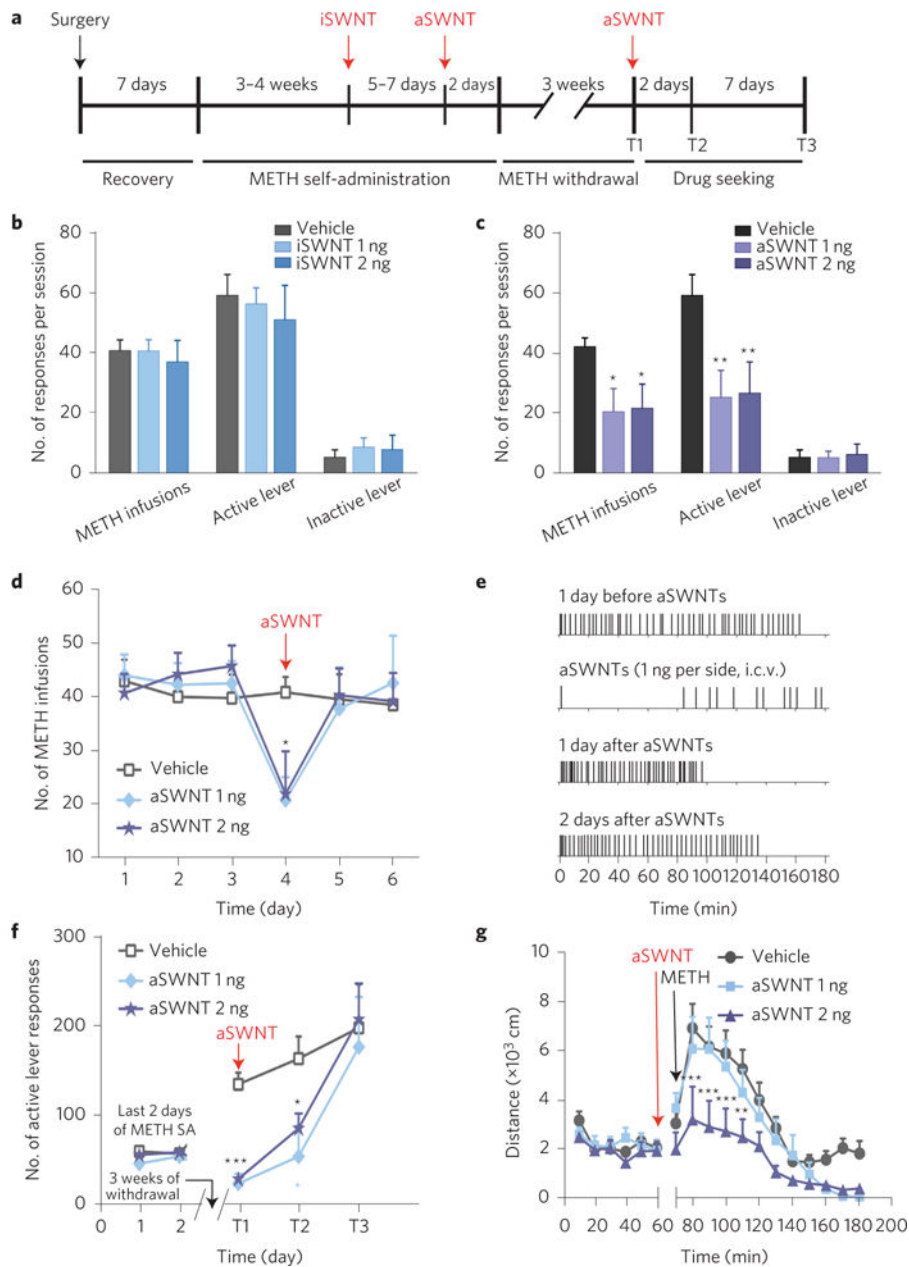 a
Surgery
iSWNT
aSWNT
aSWNT
7 days
3–4 weeks
5–7 days
2 days
3 weeks
2 days
7 days
T1
T2
T3
Recovery
METH self-administration
METH withdrawal
Drug seeking
b
Vehicle
iSWNT 1 ng
iSWNT 2 ng
No. of responses per session
80
60
40
20
0
METH infusions
Active lever
Inactive lever
c
Vehicle
aSWNT 1 ng
aSWNT 2 ng
No. of responses per session
80
60
40
20
0
*
*
**
**
METH infusions
Active lever
Inactive lever
d
No. of METH infusions
60
50
40
30
20
10
aSWNT
*
Vehicle
aSWNT 1 ng
aSWNT 2 ng
1 2 3 4 5 6
Time (day)
e
1 day before aSWNTs
aSWNTs (1 ng per side, i.c.v.)
1 day after aSWNTs
2 days after aSWNTs
0 20 40 60 80 100 120 140 160 180
Time (min)
f
No. of active lever responses
300
200
100
0
Vehicle
aSWNT 1 ng
aSWNT 2 ng
aSWNT
Last 2 days
of METH SA
3 weeks of
withdrawal
***
*
1 2 T1 T2 T3
Time (day)
g
Distance (×10³ cm)
10
8
6
4
2
0
aSWNT
METH
Vehicle
aSWNT 1 ng
aSWNT 2 ng
***
***
***
**
0 20 40 60 80 100 120 140 160 180 200
Time (min)